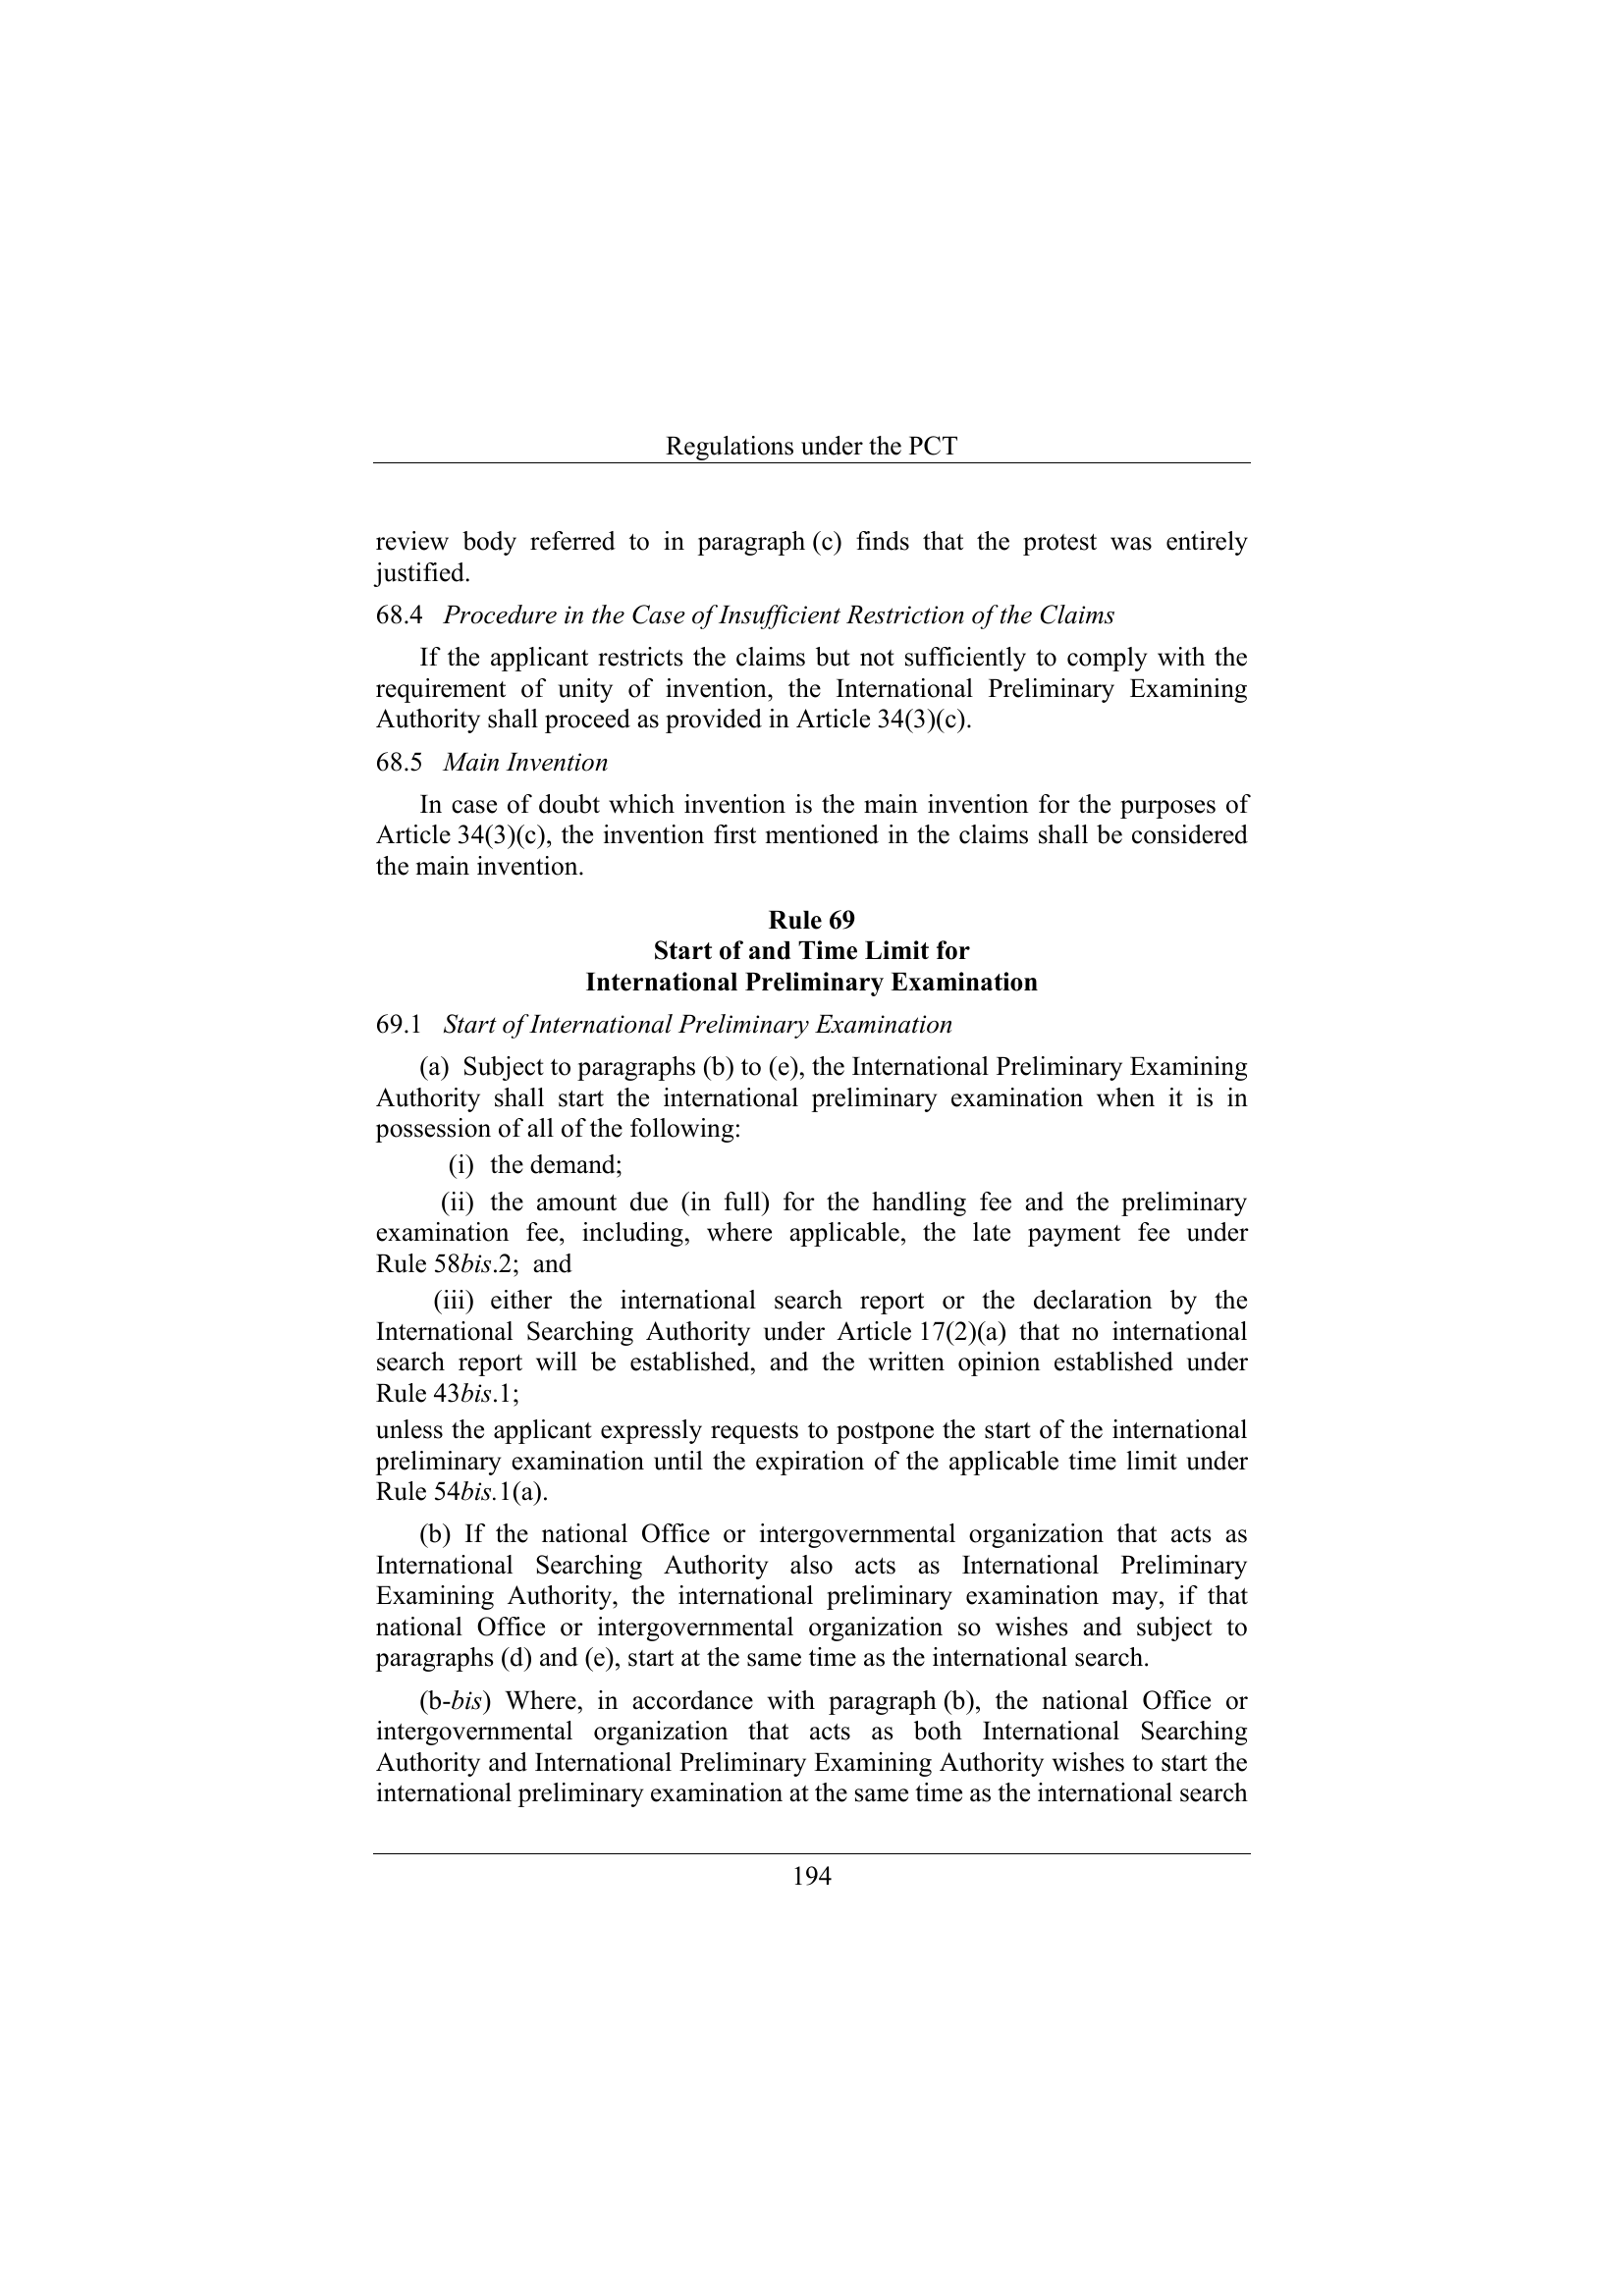 Regulations under the PCT
review body referred to in paragraph (c) finds that the protest was entirely
justified.
68.4 Procedure in the Case of Insufficient Restriction of the Claims
If the applicant restricts the claims but not sufficiently to comply with the
requirement of unity of invention, the International Preliminary Examining
Authority shall proceed as provided in Article 34(3)(c).
68.5 Main Invention
In case of doubt which invention is the main invention for the purposes of
Article 34(3)(c), the invention first mentioned in the claims shall be considered
the main invention.
Rule 69
Start of and Time Limit for
International Preliminary Examination
69.1 Start of International Preliminary Examination
(a) Subject to paragraphs (b) to (e), the International Preliminary Examining
Authority shall start the international preliminary examination when it is in
possession of all of the following:
(i) the demand;
(ii) the amount due (in full) for the handling fee and the preliminary
examination fee, including, where applicable, the late payment fee under
Rule 58bis.2; and
(iii) either the international search report or the declaration by the
International Searching Authority under Article 17(2)(a) that no international
search report will be established, and the written opinion established under
Rule 43bis.1;
unless the applicant expressly requests to postpone the start of the international
preliminary examination until the expiration of the applicable time limit under
Rule 54bis.1(a).
(b) If the national Office or intergovernmental organization that acts as
International Searching Authority also acts as International Preliminary
Examining Authority, the international preliminary examination may, if that
national Office or intergovernmental organization so wishes and subject to
paragraphs (d) and (e), start at the same time as the international search.
(b-bis) Where, in accordance with paragraph (b), the national Office or
intergovernmental organization that acts as both International Searching
Authority and International Preliminary Examining Authority wishes to start the
international preliminary examination at the same time as the international search
194